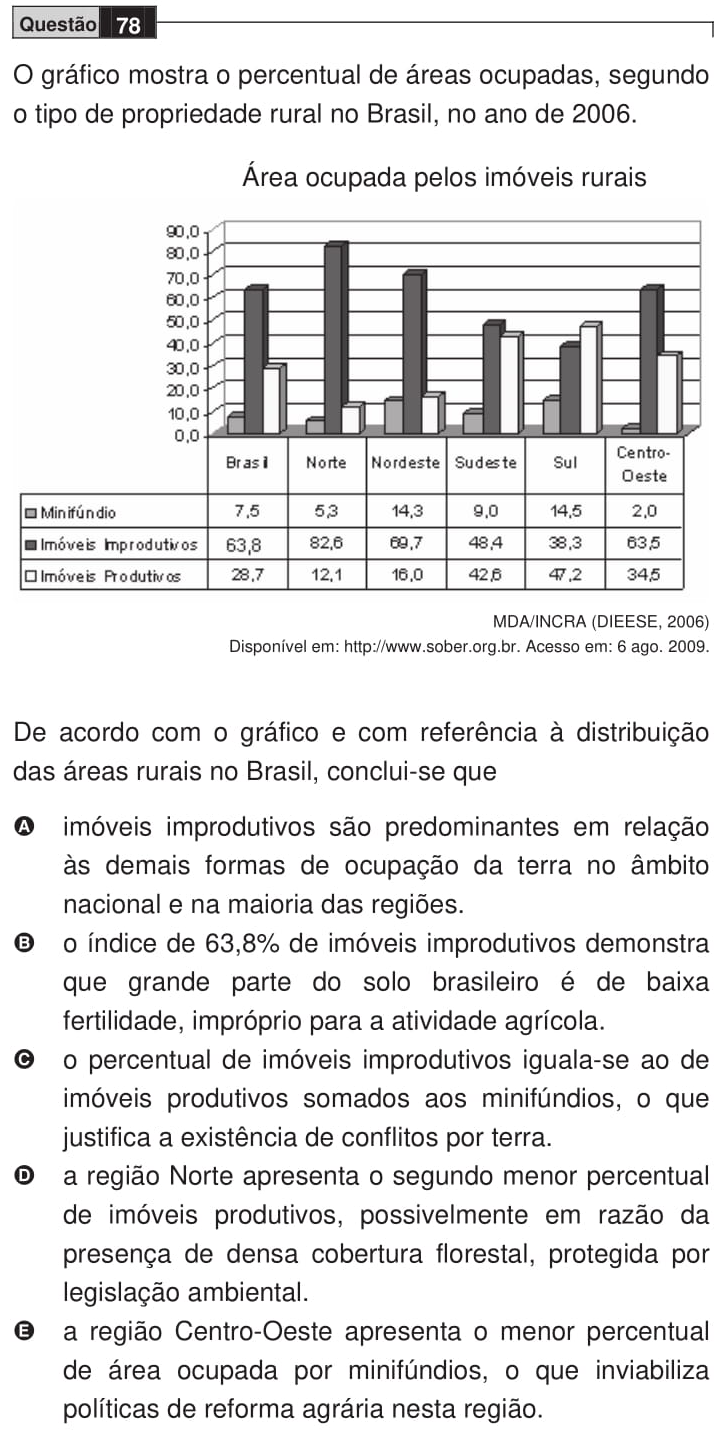 Questão 78
O gráfico mostra o percentual de áreas ocupadas, segundo
o tipo de propriedade rural no Brasil, no ano de 2006.
Área ocupada pelos imóveis rurais
90,0
80,0
70,0
60,0
50,0
40,0
30,0
20,0
10,0
0,0
Brasil Norte Nordeste Sudeste Sul Centro-
Oeste
Minifúndio 7,5 5,3 14,3 9,0 14,5 2,0
Imóveis Improdutivos 63,8 82,6 69,7 48,4 38,3 63,5
Imóveis Produtivos 28,7 12,1 16,0 42,6 47,2 34,5
MDA/INCRA (DIEESE, 2006)
Disponível em: http://www.sober.org.br. Acesso em: 6 ago. 2009.
De acordo com o gráfico e com referência à distribuição
das áreas rurais no Brasil, conclui-se que
A imóveis improdutivos são predominantes em relação
às demais formas de ocupação da terra no âmbito
nacional e na maioria das regiões.
B o índice de 63,8% de imóveis improdutivos demonstra
que grande parte do solo brasileiro é de baixa
fertilidade, impróprio para a atividade agrícola.
C o percentual de imóveis improdutivos iguala-se ao de
imóveis produtivos somados aos minifúndios, o que
justifica a existência de conflitos por terra.
D a região Norte apresenta o segundo menor percentual
de imóveis produtivos, possivelmente em razão da
presença de densa cobertura florestal, protegida por
legislação ambiental.
E a região Centro-Oeste apresenta o menor percentual
de área ocupada por minifúndios, o que inviabiliza
políticas de reforma agrária nesta região.